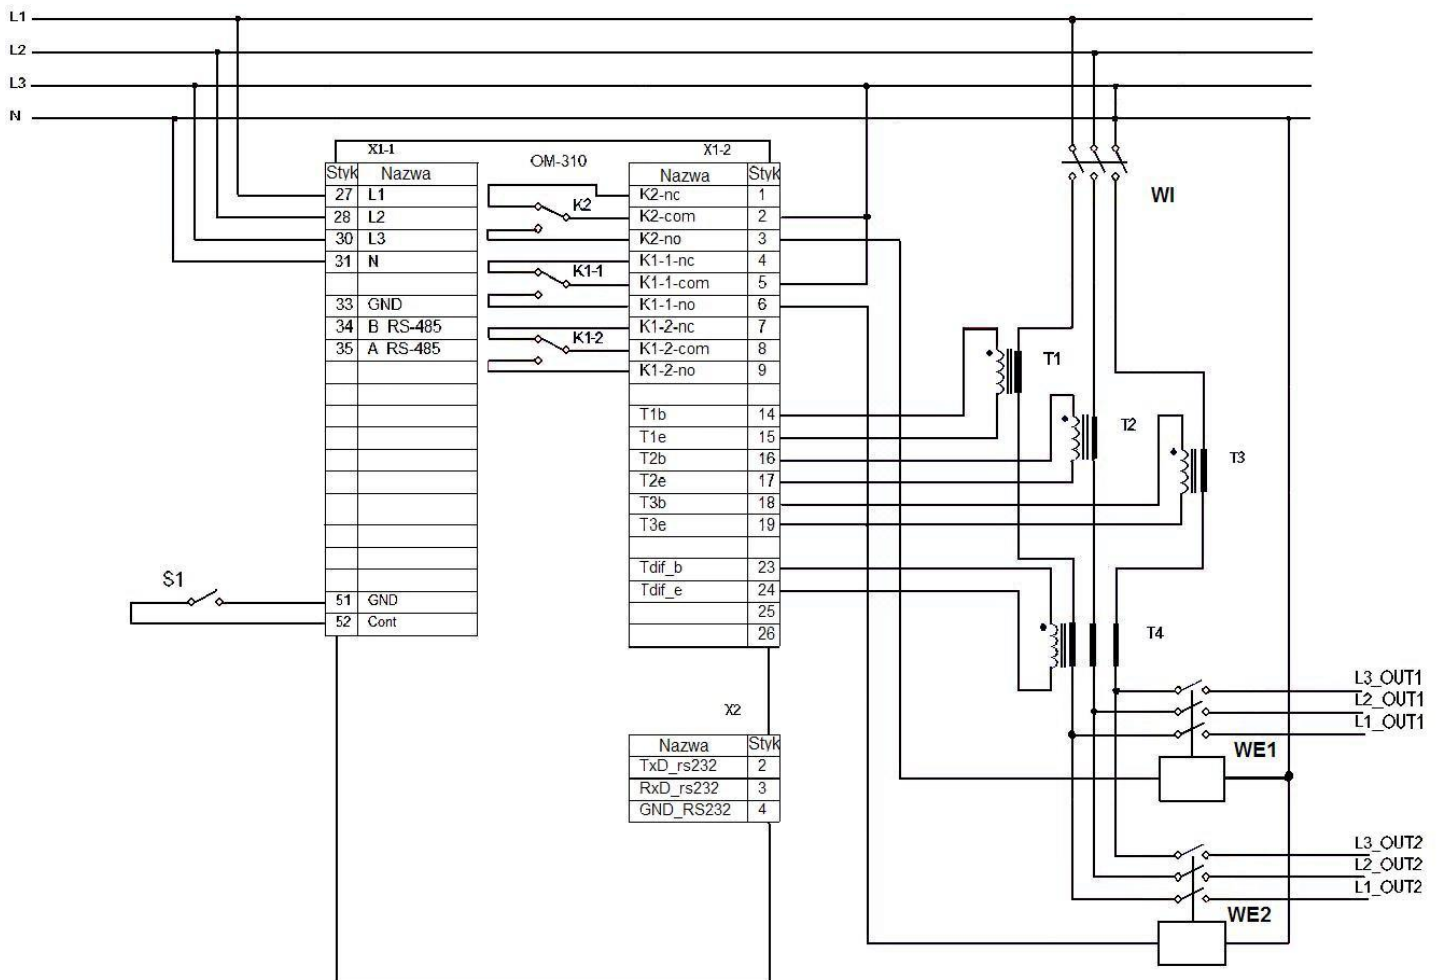 L1
L2
L3
N
X1-1
OM-310
X1-2
Styk Nazwa
27 L1
28 L2
30 L3
31 N
33 GND
34 B RS-485
35 A RS-485
51 GND
52 Cont
S1
K2
K1-1
K1-2
Nazwa Styk
K2-nc 1
K2-com 2
K2-no 3
K1-1-nc 4
K1-1-com 5
K1-1-no 6
K1-2-nc 7
K1-2-com 8
K1-2-no 9
T1b 14
T1e 15
T2b 16
T2e 17
T3b 18
T3e 19
Tdif_b 23
Tdif_e 24
25
26
X2
Nazwa Styk
TxD_rs232 2
RxD_rs232 3
GND_RS232 4
WI
T1
T2
T3
T4
L3_OUT1
L2_OUT1
L1_OUT1
WE1
L3_OUT2
L2_OUT2
L1_OUT2
WE2